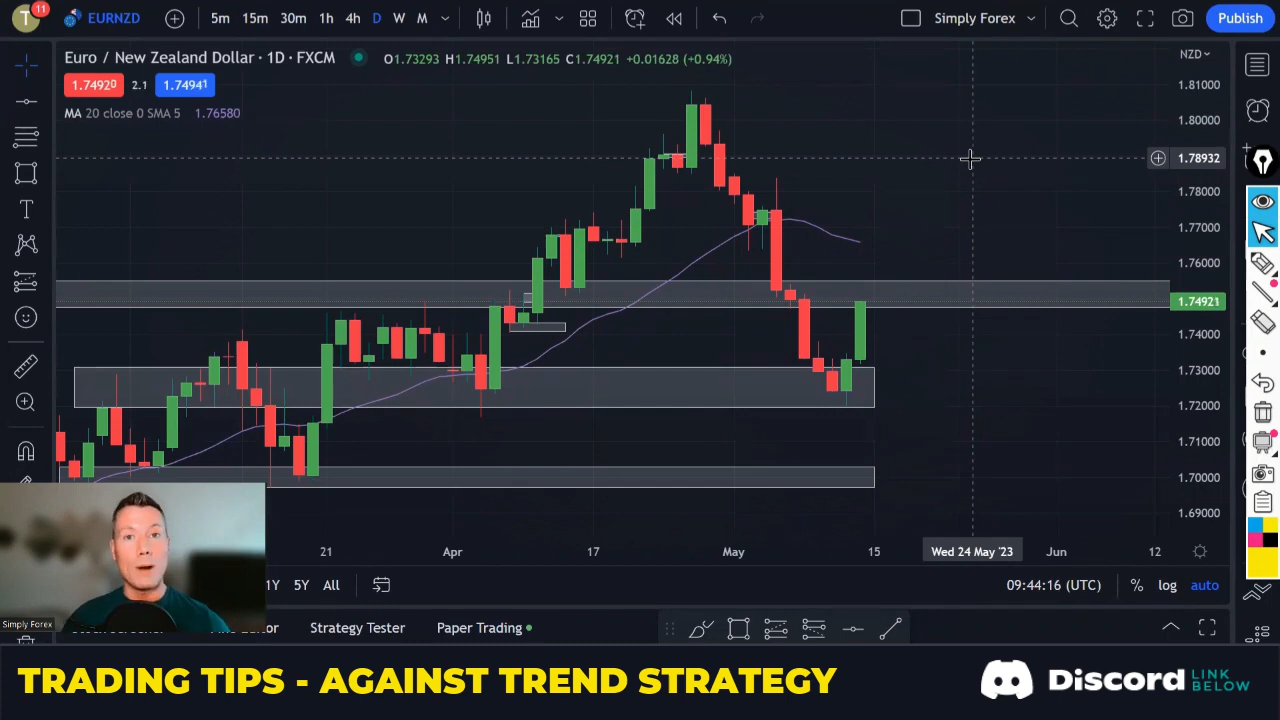 T 11 EURNZD 5m 15m 30m 1h 4h D W M Simply Forex Publish
Euro / New Zealand Dollar · 1D · FXCM O1.73293 H1.74951 L1.73165 C1.74921 +0.01628 (+0.94%)
NZD
1.74920 2.1 1.74941
MA 20 close 0 SMA 5 1.76580
1.81000
1.80000
1.78932
1.78000
1.77000
1.76000
1.74921
1.74000
1.73000
1.72000
1.71000
1.70000
1.69000
21 Apr 17 May 15 Wed 24 May '23 Jun 12
1Y 5Y All 09:44:16 (UTC) % log auto
Simply Forex
Strategy Tester Paper Trading
TRADING TIPS - AGAINST TREND STRATEGY
Discord LINK BELOW